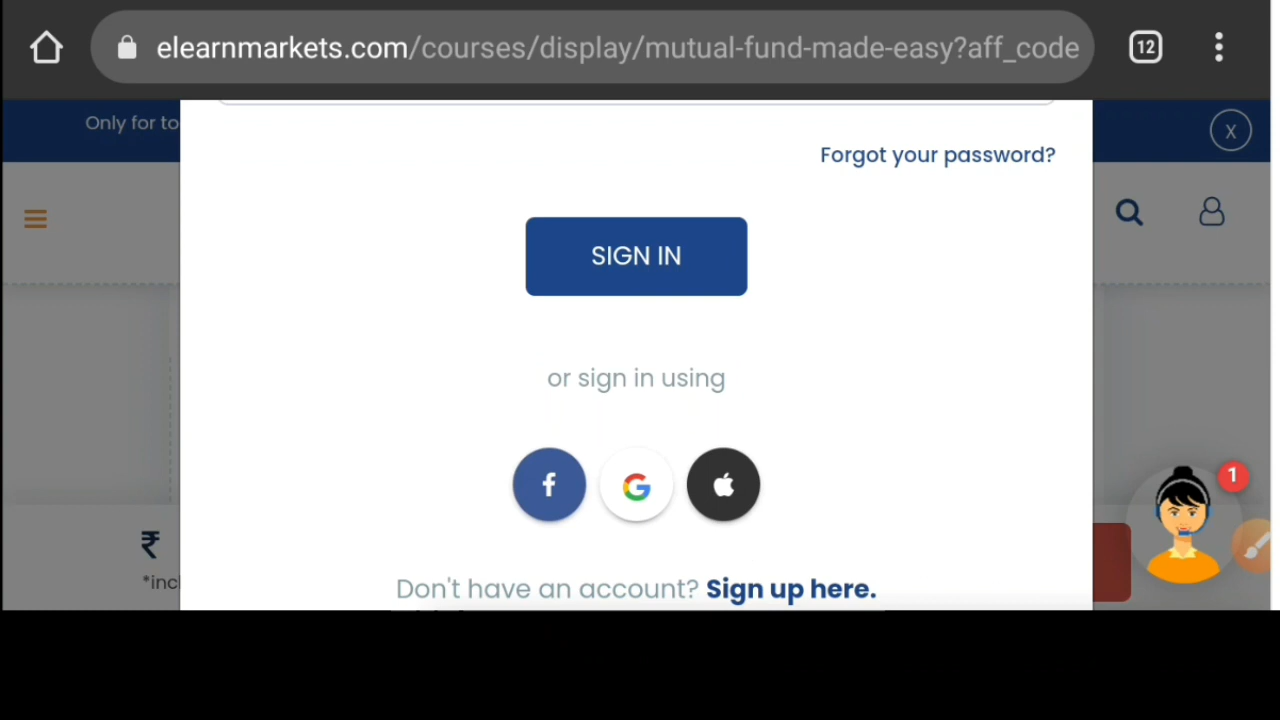 elearnmarkets.com/courses/display/mutual-fund-made-easy?aff_code
12
Only for to
X
Forgot your password?
SIGN IN
or sign in using
f G
1
₹
*incl
Don't have an account? Sign up here.